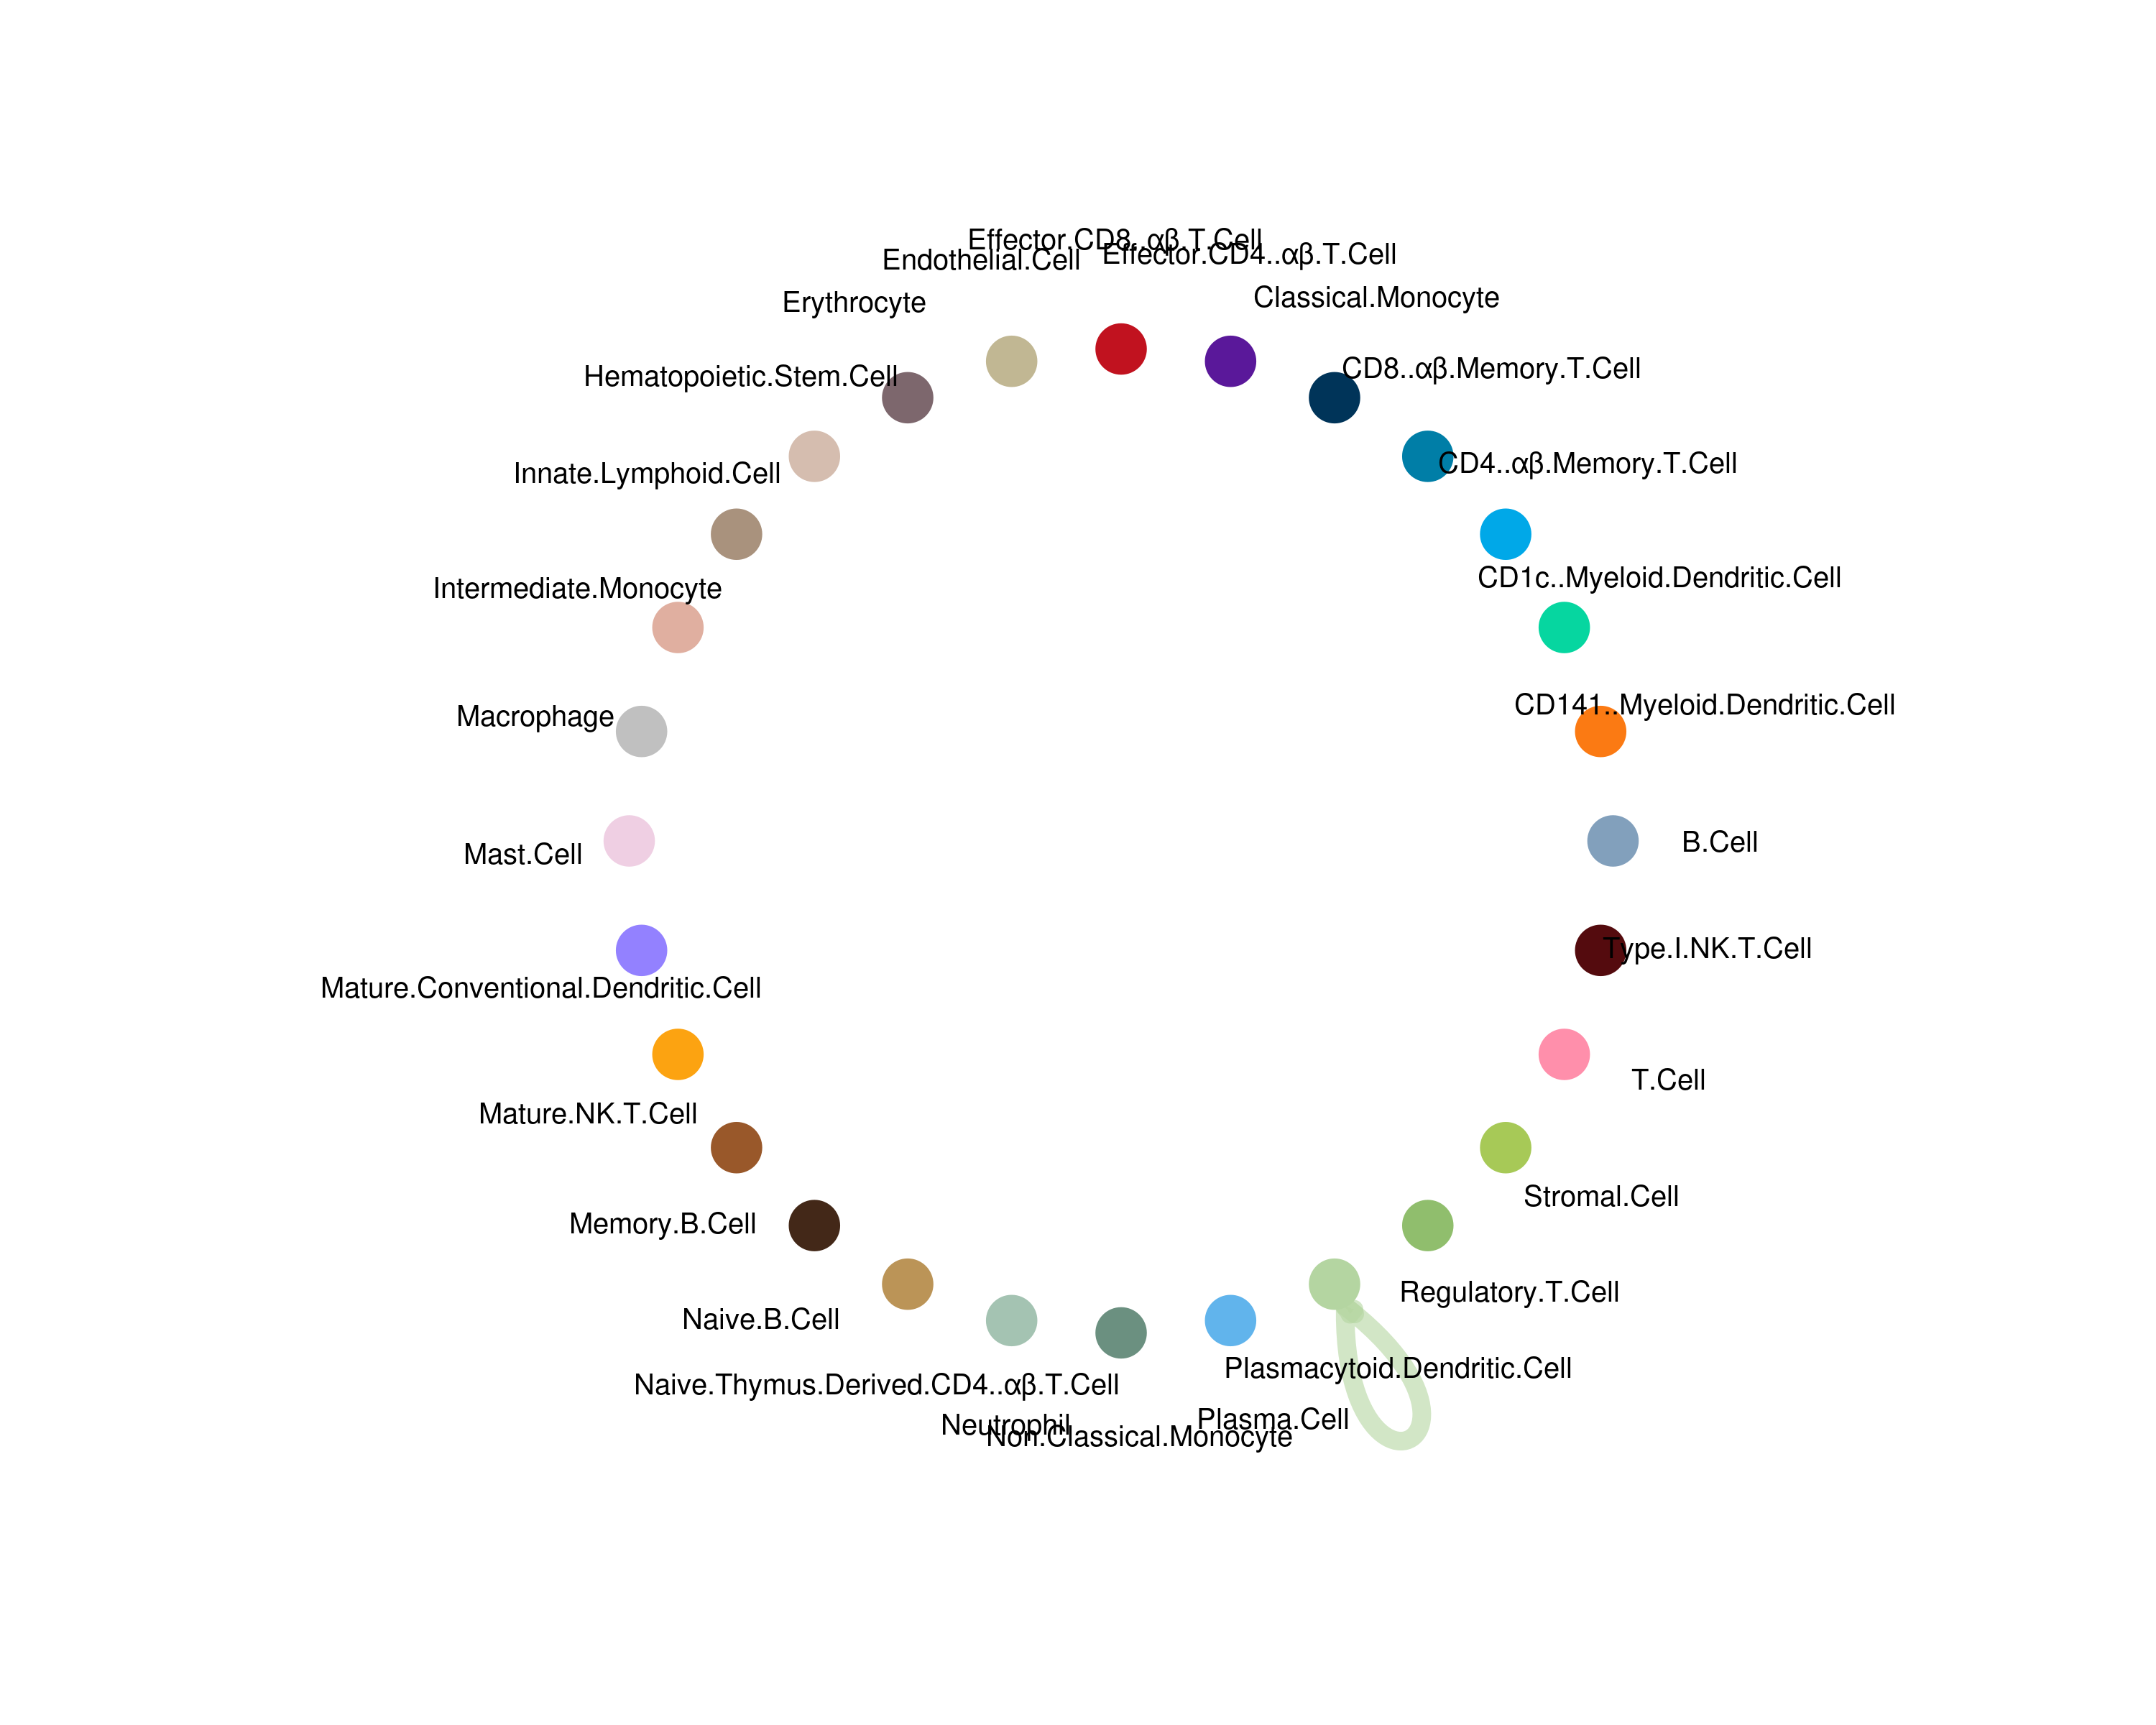 Effector.CD8..αβ.T.Cell
Effector.CD4..αβ.T.Cell
Endothelial.Cell
Classical.Monocyte
Erythrocyte
CD8..αβ.Memory.T.Cell
Hematopoietic.Stem.Cell
CD4..αβ.Memory.T.Cell
Innate.Lymphoid.Cell
CD1c..Myeloid.Dendritic.Cell
Intermediate.Monocyte
CD141..Myeloid.Dendritic.Cell
Macrophage
B.Cell
Mast.Cell
Type.I.NK.T.Cell
Mature.Conventional.Dendritic.Cell
T.Cell
Mature.NK.T.Cell
Stromal.Cell
Memory.B.Cell
Regulatory.T.Cell
Naive.B.Cell
Plasmacytoid.Dendritic.Cell
Naive.Thymus.Derived.CD4..αβ.T.Cell
Plasma.Cell
Neutrophil
Non.Classical.Monocyte